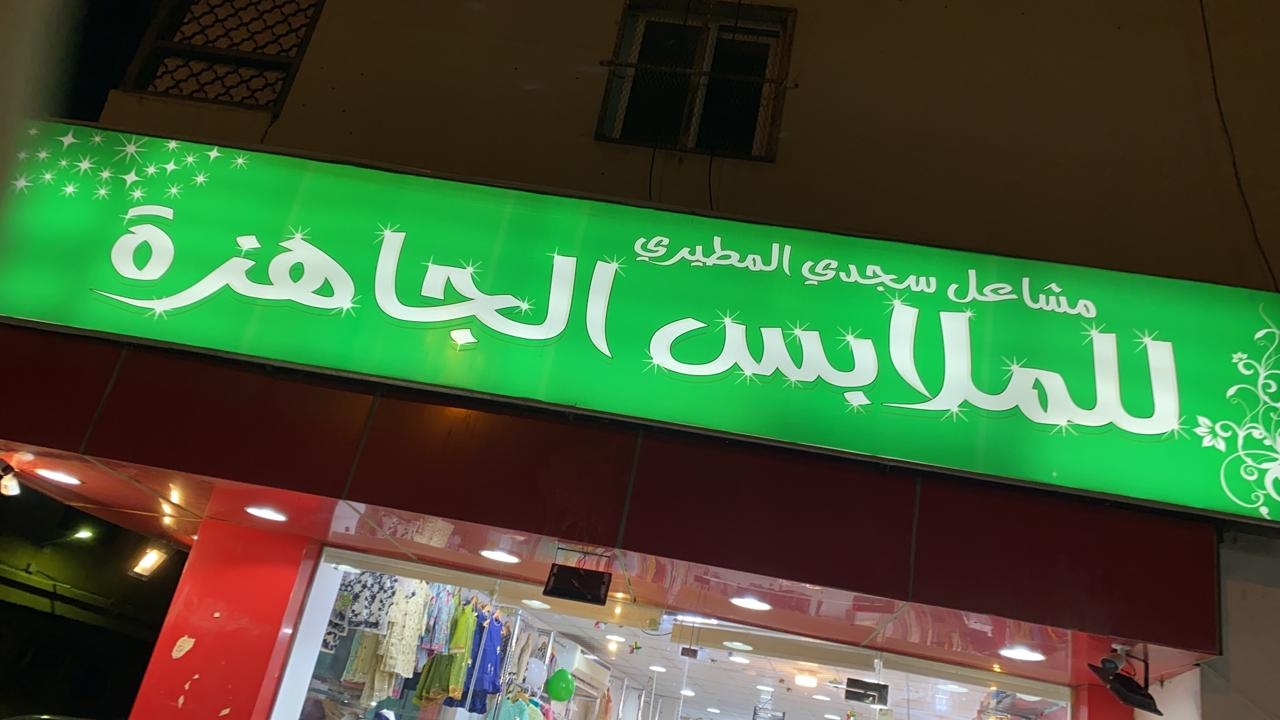 مشاعل سجدي المطيري
للملابس الجاهزة